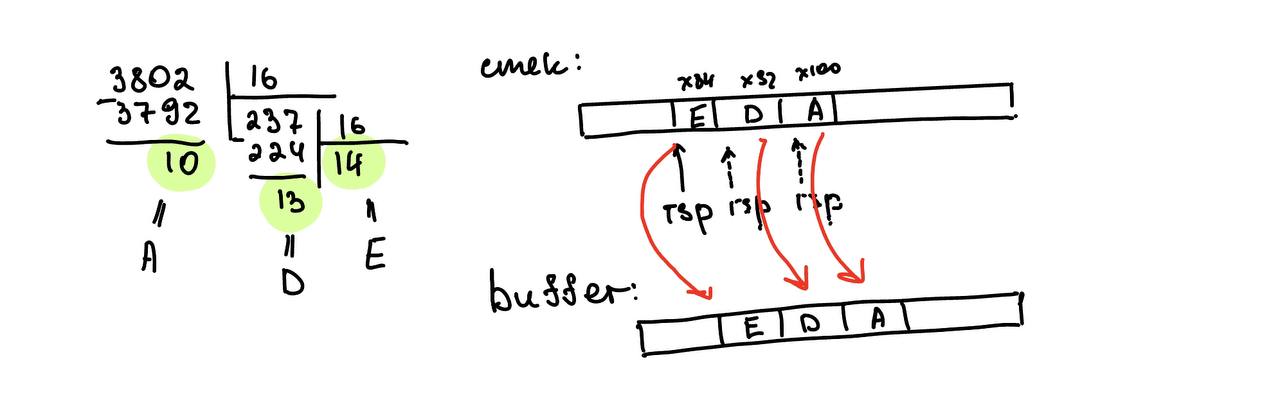 3802 16
-3792 237 16
10 224 14
13
A D E
стек:
x84 x92 x100
E D A
rsp rsp rsp
buffer:
E D A